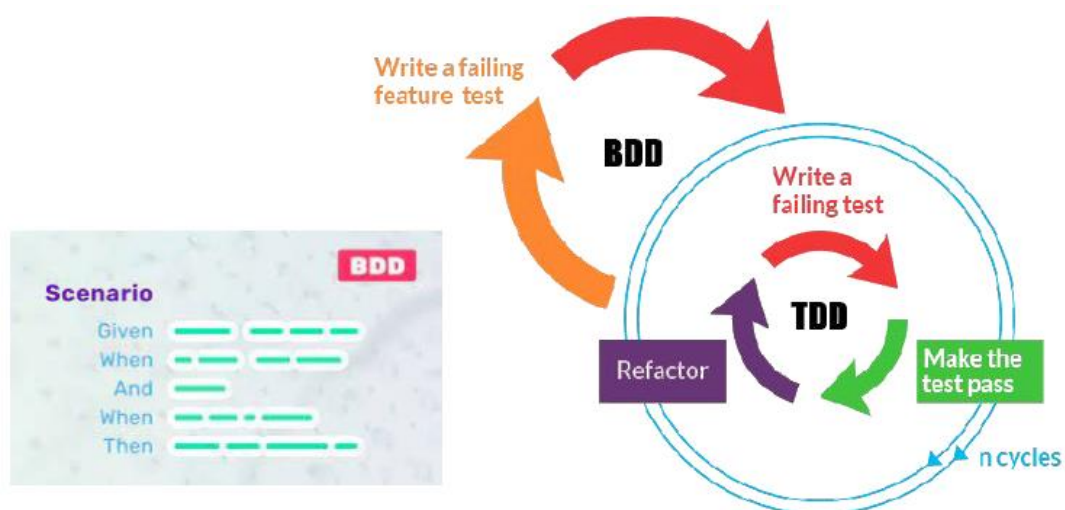 BDD
Scenario
Given
When
And
When
Then
Write a failing
feature test
BDD
Write a
failing test
TDD
Refactor
Make the
test pass
n cycles